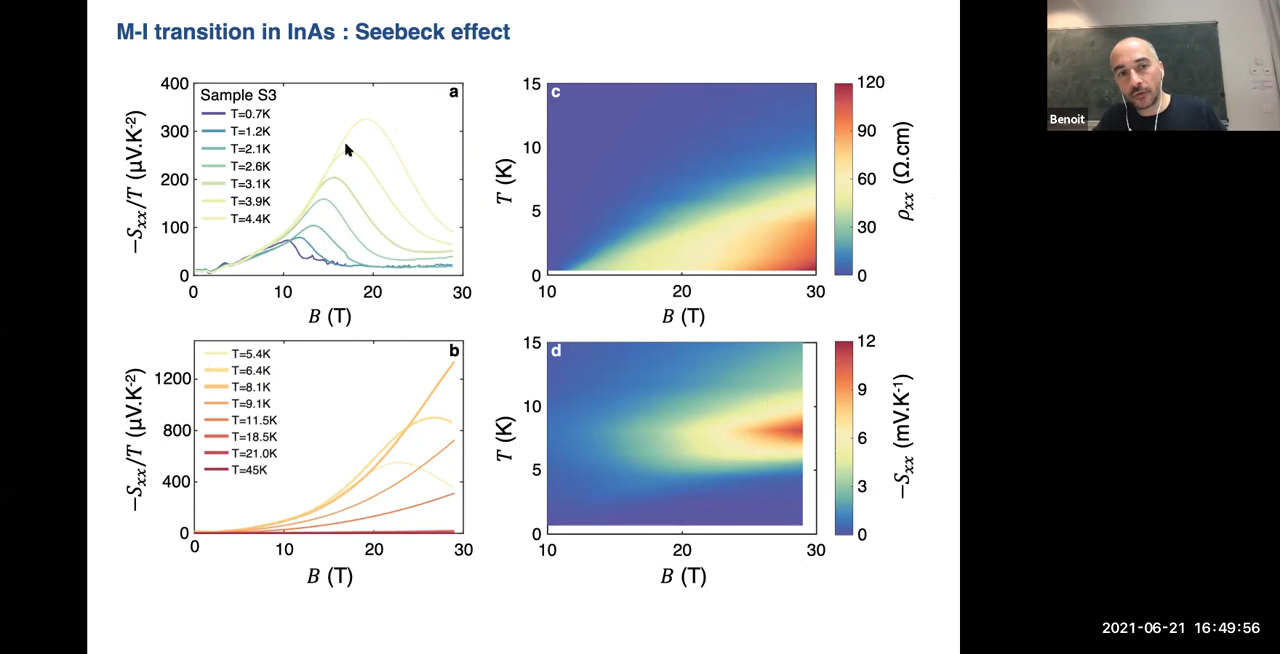 M-I transition in InAs : Seebeck effect
400
300
200
100
0
0
10
20
30
−Sxx/T (μV.K-2)
B (T)
Sample S3
T=0.7K
T=1.2K
T=2.1K
T=2.6K
T=3.1K
T=3.9K
T=4.4K
a
15
10
5
0
10
20
30
T (K)
B (T)
c
120
90
60
30
0
ρxx (Ω.cm)
1200
800
400
0
0
10
20
30
−Sxx/T (μV.K-2)
B (T)
T=5.4K
T=6.4K
T=8.1K
T=9.1K
T=11.5K
T=18.5K
T=21.0K
T=45K
b
15
10
5
0
10
20
30
T (K)
B (T)
d
12
9
6
3
0
−Sxx (mV.K-1)
Benoit
2021-06-21 16:49:56